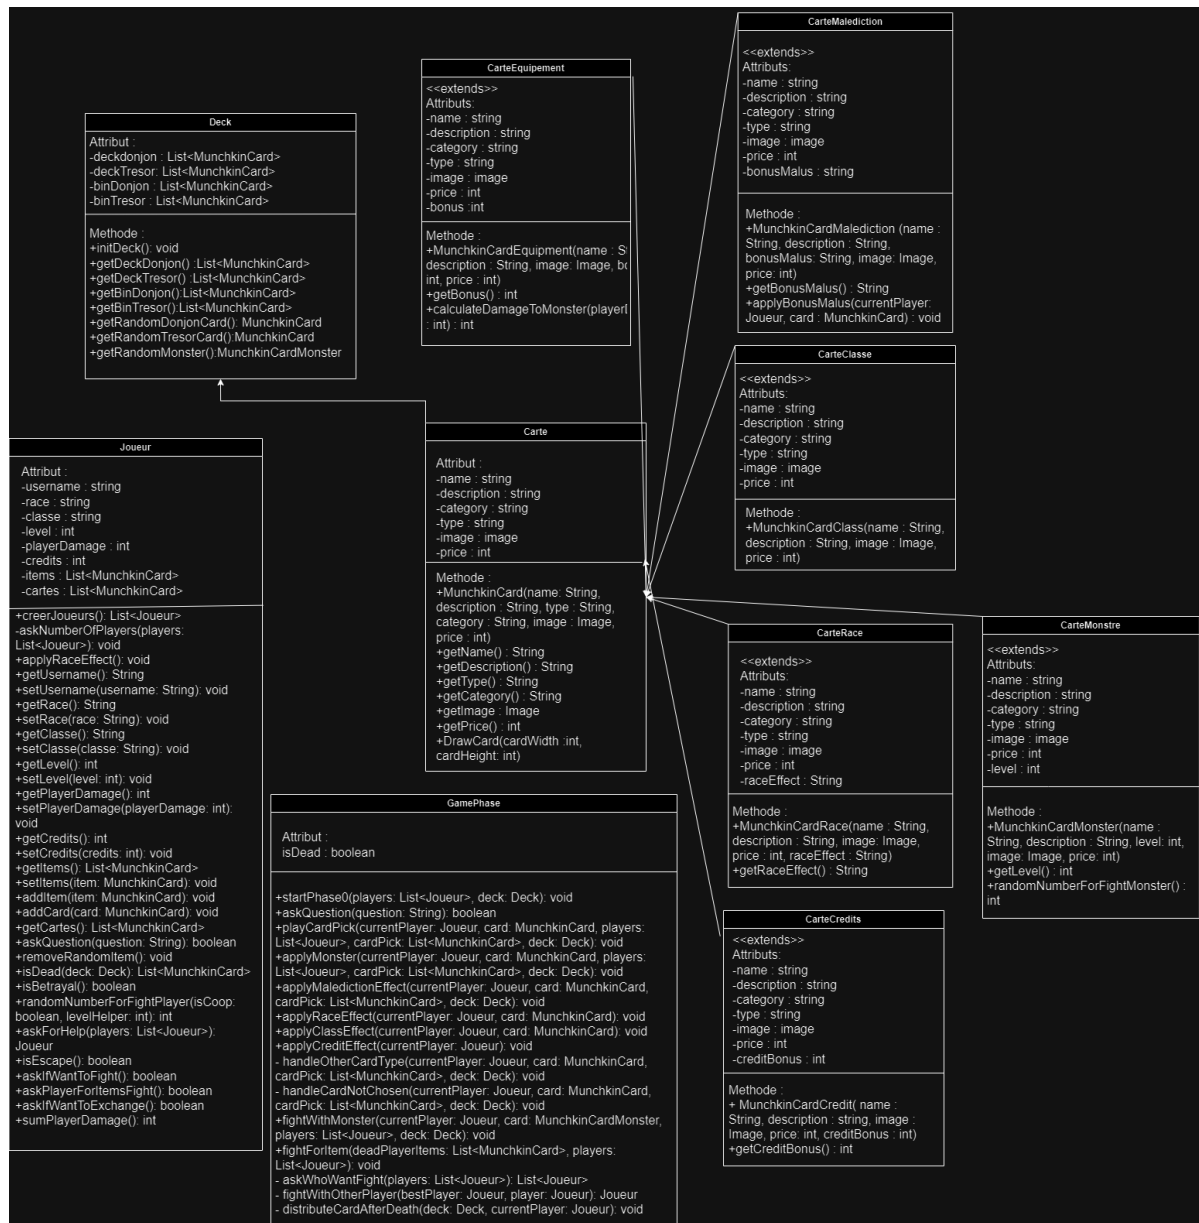 Deck
Attribut :
-deckdonjon : List<MunchkinCard>
-deckTresor: List<MunchkinCard>
-binDonjon : List<MunchkinCard>
-binTresor : List<MunchkinCard>
Methode :
+initDeck(): void
+getDeckDonjon() :List<MunchkinCard>
+getDeckTresor() :List<MunchkinCard>
+getBinDonjon():List<MunchkinCard>
+getBinTresor():List<MunchkinCard>
+getRandomDonjonCard(): MunchkinCard
+getRandomTresorCard():MunchkinCard
+getRandomMonster():MunchkinCardMonster
CarteEquipement
<<extends>>
Attributs:
-name : string
-description : string
-category : string
-type : string
-image : image
-price : int
-bonus :int
Methode :
+MunchkinCardEquipment(name : St
description : String, image: Image, bo
int, price : int)
+getBonus() : int
+calculateDamageToMonster(playerD
: int) : int
CarteMalediction
<<extends>>
Attributs:
-name : string
-description : string
-category : string
-type : string
-image : image
-price : int
-bonusMalus : string
Methode :
+MunchkinCardMalediction (name :
String, description : String,
bonusMalus: String, image: Image,
price: int)
+getBonusMalus() : String
+applyBonusMalus(currentPlayer:
Joueur, card : MunchkinCard) : void
CarteClasse
<<extends>>
Attributs:
-name : string
-description : string
-category : string
-type : string
-image : image
-price : int
Methode :
+MunchkinCardClass(name : String,
description : String, image : Image,
price : int)
Joueur
Attribut :
-username : string
-race : string
-classe : string
-level : int
-playerDamage : int
-credits : int
-items : List<MunchkinCard>
-cartes : List<MunchkinCard>
+creerJoueurs(): List<Joueur>
-askNumberOfPlayers(players:
List<Joueur>): void
+applyRaceEffect(): void
+getUsername(): String
+setUsername(username: String): void
+getRace(): String
+setRace(race: String): void
+getClasse(): String
+setClasse(classe: String): void
+getLevel(): int
+setLevel(level: int): void
+getPlayerDamage(): int
+setPlayerDamage(playerDamage: int):
void
+getCredits(): int
+setCredits(credits: int): void
+getItems(): List<MunchkinCard>
+setItems(item: MunchkinCard): void
+addItem(item: MunchkinCard): void
+addCard(card: MunchkinCard): void
+getCartes(): List<MunchkinCard>
+askQuestion(question: String): boolean
+removeRandomItem(): void
+isDead(deck: Deck): List<MunchkinCard>
+isBetrayal(): boolean
+randomNumberForFightPlayer(isCoop:
boolean, levelHelper: int): int
+askForHelp(players: List<Joueur>):
Joueur
+isEscape(): boolean
+askIfWantToFight(): boolean
+askPlayerForItemsFight(): boolean
+askIfWantToExchange(): boolean
+sumPlayerDamage(): int
Carte
Attribut :
-name : string
-description : string
-category : string
-type : string
-image : image
-price : int
Methode :
+MunchkinCard(name: String,
description : String, type : String,
category : String, image : Image,
price : int)
+getName() : String
+getDescription() : String
+getType() : String
+getCategory() : String
+getImage : Image
+getPrice() : int
+DrawCard(cardWidth :int,
cardHeight: int)
CarteRace
<<extends>>
Attributs:
-name : string
-description : string
-category : string
-type : string
-image : image
-price : int
-raceEffect : String
Methode :
+MunchkinCardRace(name : String,
description : String, image: Image,
price : int, raceEffect : String)
+getRaceEffect() : String
CarteMonstre
<<extends>>
Attributs:
-name : string
-description : string
-category : string
-type : string
-image : image
-price : int
-level : int
Methode :
+MunchkinCardMonster(name :
String, description : String, level: int,
image: Image, price: int)
+getLevel() : int
+randomNumberForFightMonster() :
int
GamePhase
Attribut :
isDead : boolean
+startPhase0(players: List<Joueur>, deck: Deck): void
+askQuestion(question: String): boolean
+playCardPick(currentPlayer: Joueur, card: MunchkinCard, players:
List<Joueur>, cardPick: List<MunchkinCard>, deck: Deck): void
+applyMonster(currentPlayer: Joueur, card: MunchkinCard, players:
List<Joueur>, cardPick: List<MunchkinCard>, deck: Deck): void
+applyMaledictionEffect(currentPlayer: Joueur, card: MunchkinCard,
cardPick: List<MunchkinCard>, deck: Deck): void
+applyRaceEffect(currentPlayer: Joueur, card: MunchkinCard): void
+applyClassEffect(currentPlayer: Joueur, card: MunchkinCard): void
+applyCreditEffect(currentPlayer: Joueur): void
- handleOtherCardType(currentPlayer: Joueur, card: MunchkinCard,
cardPick: List<MunchkinCard>, deck: Deck): void
- handleCardNotChosen(currentPlayer: Joueur, card: MunchkinCard,
cardPick: List<MunchkinCard>, deck: Deck): void
+fightWithMonster(currentPlayer: Joueur, card: MunchkinCardMonster,
players: List<Joueur>, deck: Deck): void
+fightForItem(deadPlayerItems: List<MunchkinCard>, players:
List<Joueur>): void
- askWhoWantFight(players: List<Joueur>): List<Joueur>
- fightWithOtherPlayer(bestPlayer: Joueur, player: Joueur): Joueur
- distributeCardAfterDeath(deck: Deck, currentPlayer: Joueur): void
CarteCredits
<<extends>>
Attributs:
-name : string
-description : string
-category : string
-type : string
-image : image
-price : int
-creditBonus : int
Methode :
+ MunchkinCardCredit( name :
String, description : string, image :
Image, price: int, creditBonus : int)
+getCreditBonus() : int